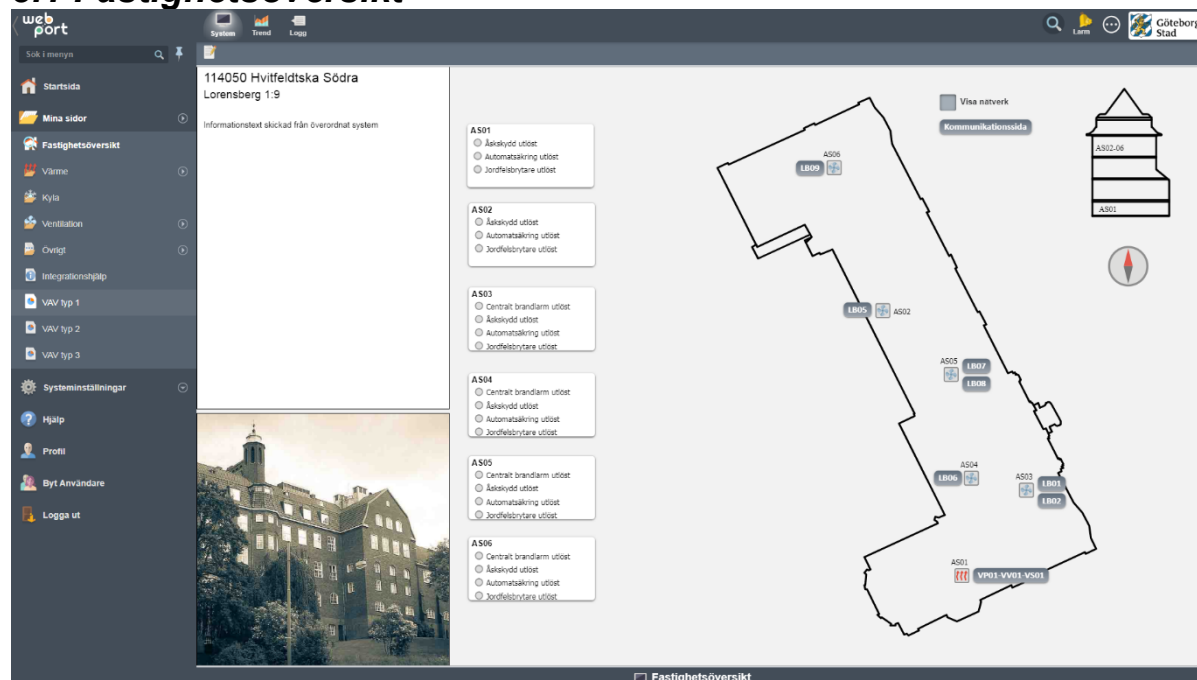 web
port
System
Trend
Logg
Larm
Göteborg
Stad
Sök i menyn
Startsida
Mina sidor
Fastighetsöversikt
Värme
Kyla
Ventilation
Övrigt
Integrationshjälp
VAV typ 1
VAV typ 2
VAV typ 3
Systeminställningar
Hjälp
Profil
Byt Användare
Logga ut
114050 Hvitfeldtska Södra
Lorensberg 1:9
Informationstext skickad från överordnat system
AS01
Åskskydd utlöst
Automatsäkring utlöst
Jordfelsbrytare utlöst
AS02
Åskskydd utlöst
Automatsäkring utlöst
Jordfelsbrytare utlöst
AS03
Centralt brandlarm utlöst
Åskskydd utlöst
Automatsäkring utlöst
Jordfelsbrytare utlöst
AS04
Centralt brandlarm utlöst
Åskskydd utlöst
Automatsäkring utlöst
Jordfelsbrytare utlöst
AS05
Centralt brandlarm utlöst
Åskskydd utlöst
Automatsäkring utlöst
Jordfelsbrytare utlöst
AS06
Centralt brandlarm utlöst
Åskskydd utlöst
Automatsäkring utlöst
Jordfelsbrytare utlöst
Visa nätverk
Kommunikationssida
AS02-06
AS01
AS06
LB09
LB05
AS02
AS05
LB07
LB08
AS04
LB06
AS03
LB01
LB02
AS01
VP01-VV01-VS01
Fastighetsöversikt